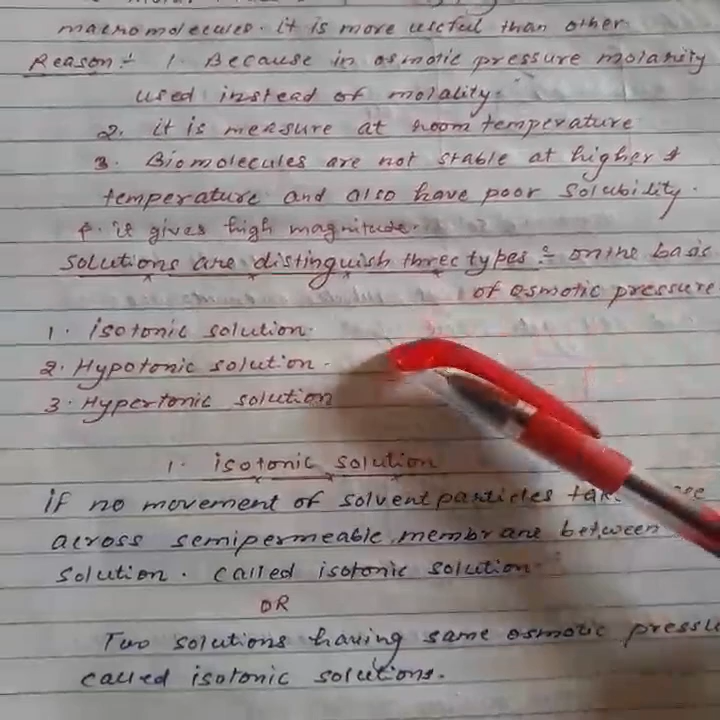 macromolecules. it is more useful than other
Reason :- 1. Because in osmotic pressure molarity
used instead of molality.
2. it is measure at room temperature
3. Biomolecules are not stable at higher
temperature and also have poor solubility.
4. it gives high magnitude.
solutions are distinguish three types :- on the basic
of osmotic pressure
1. isotonic solution.
2. Hypotonic solution.
3. Hypertonic solution
1. isotonic solution
if no movement of solvent particles
across semipermeable membrane between
solution. called isotonic solution
OR
Two solutions having same osmotic pressu
called isotonic solutions.